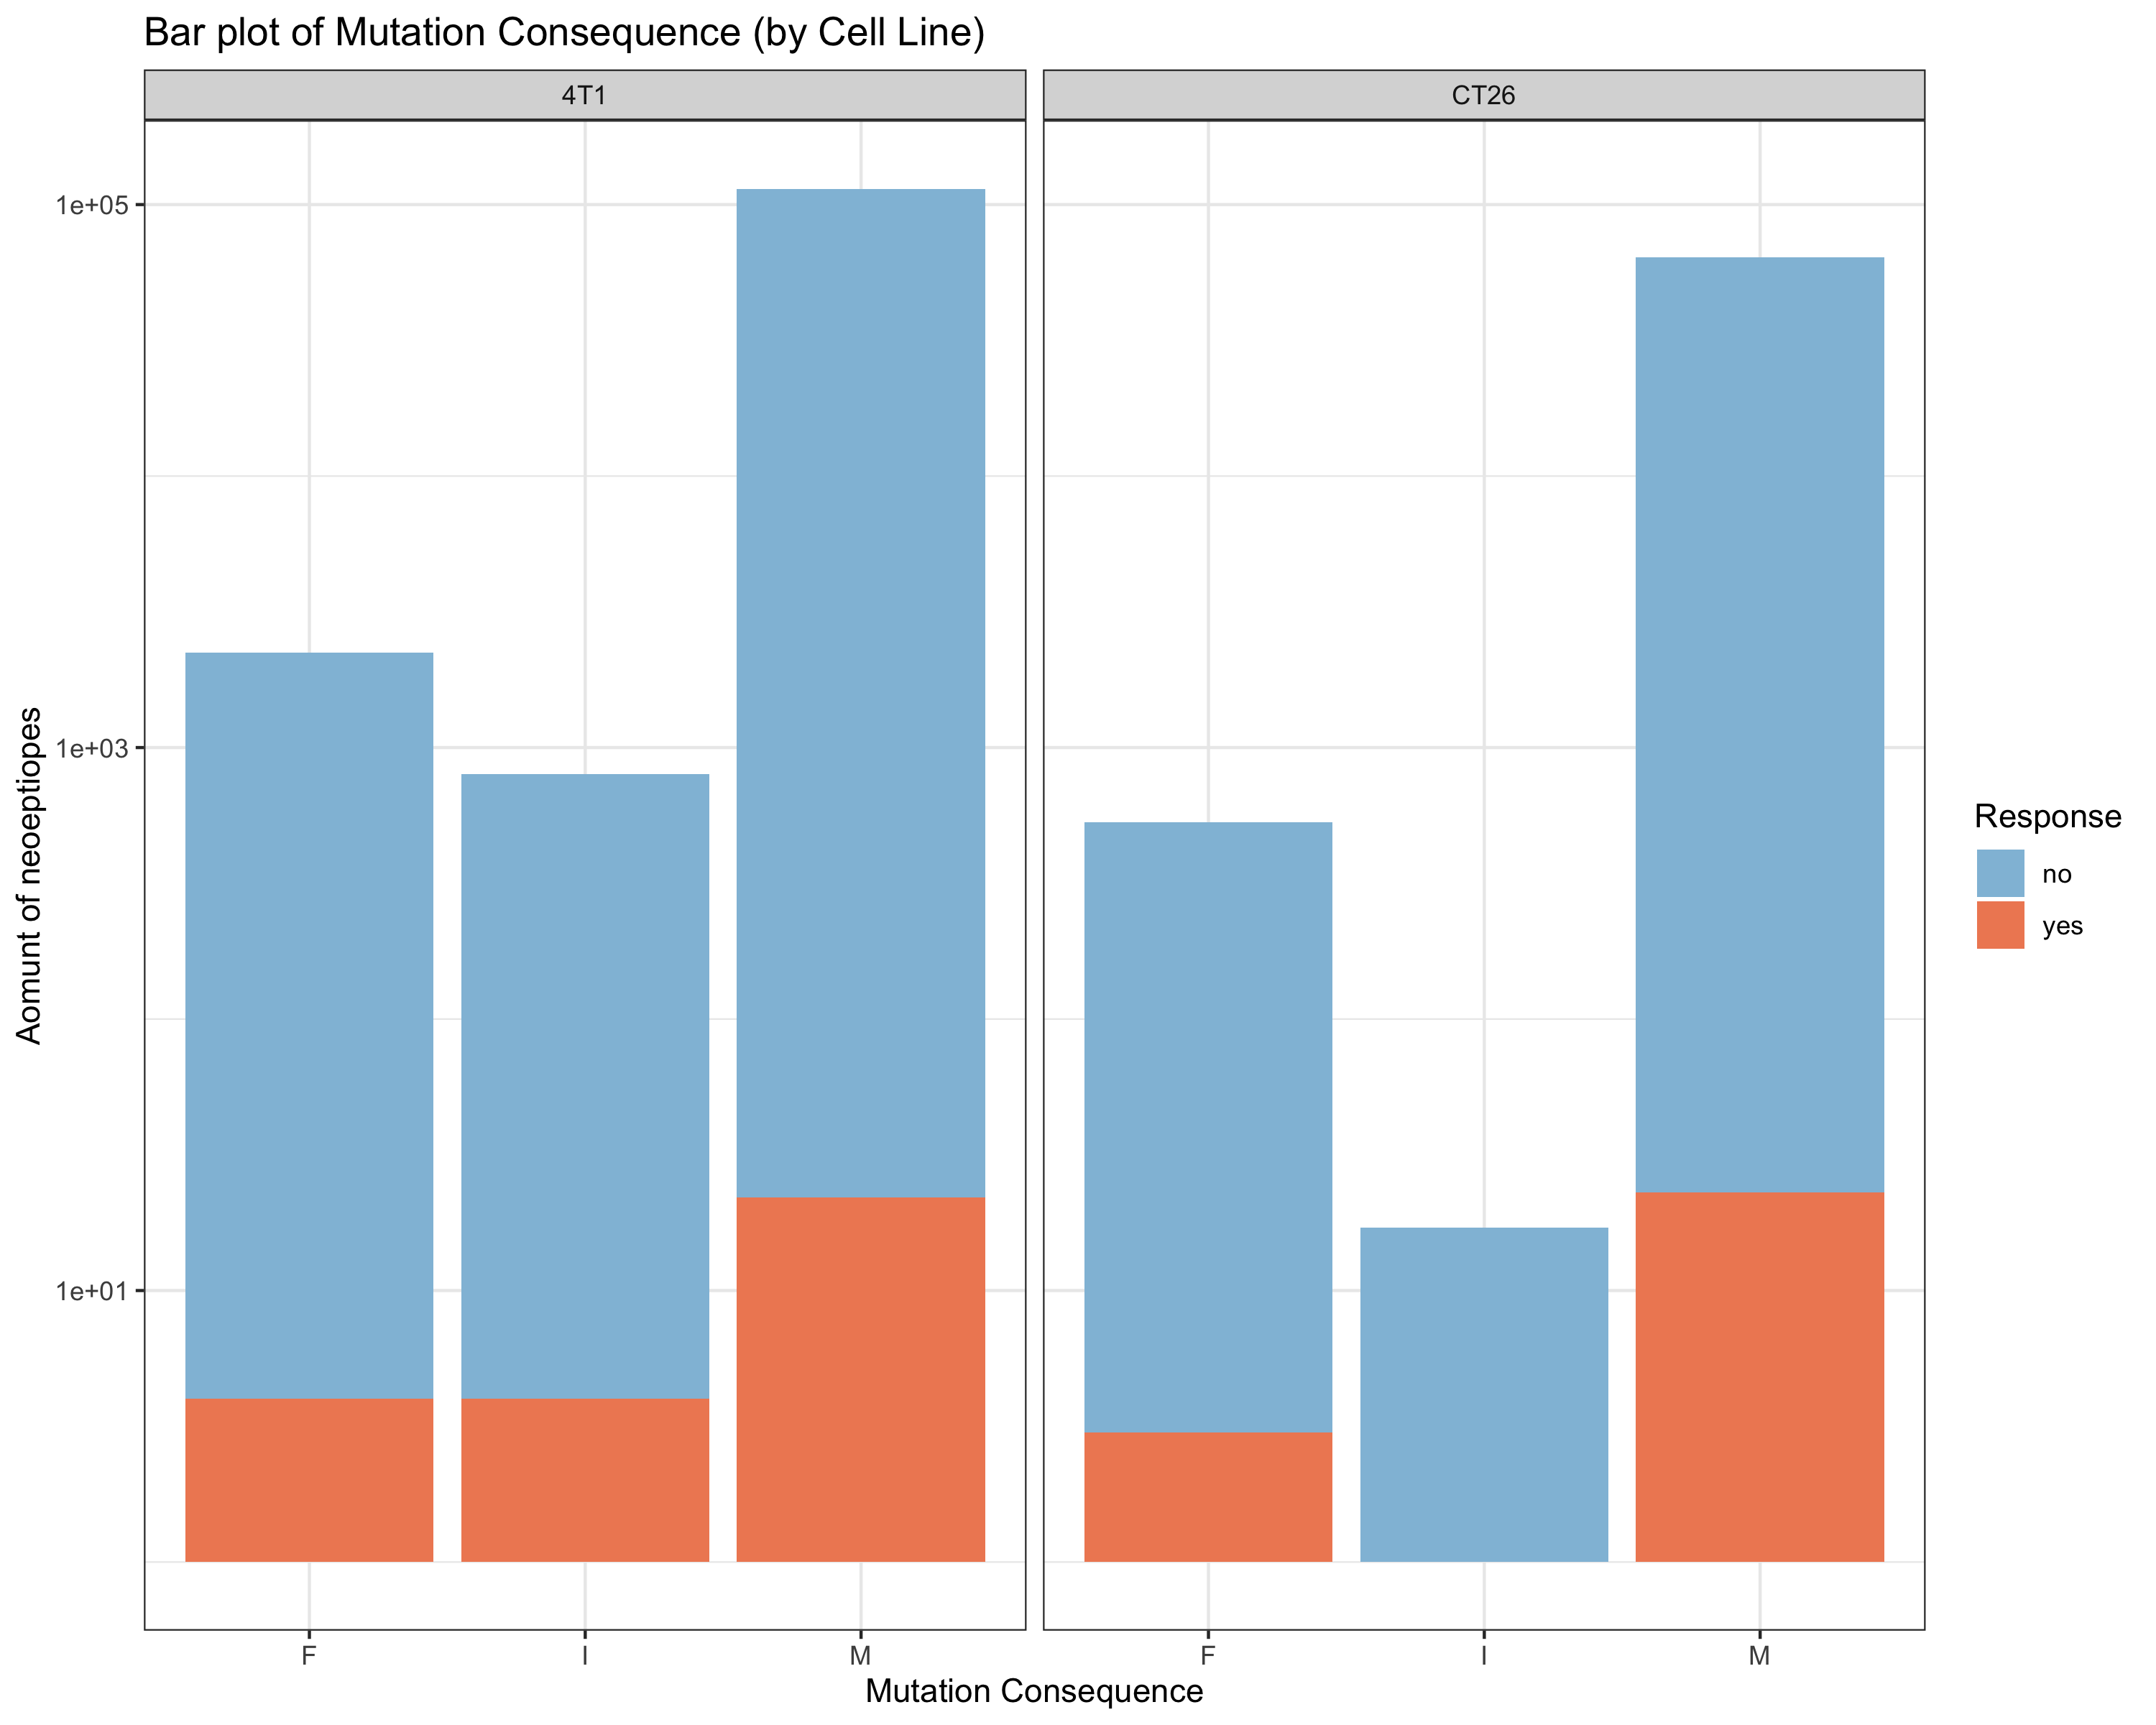 Bar plot of Mutation Consequence (by Cell Line)
4T1
CT26
1e+05
1e+03
1e+01
Aomunt of neoeptiopes
F
I
M
F
I
M
Mutation Consequence
Response
no
yes